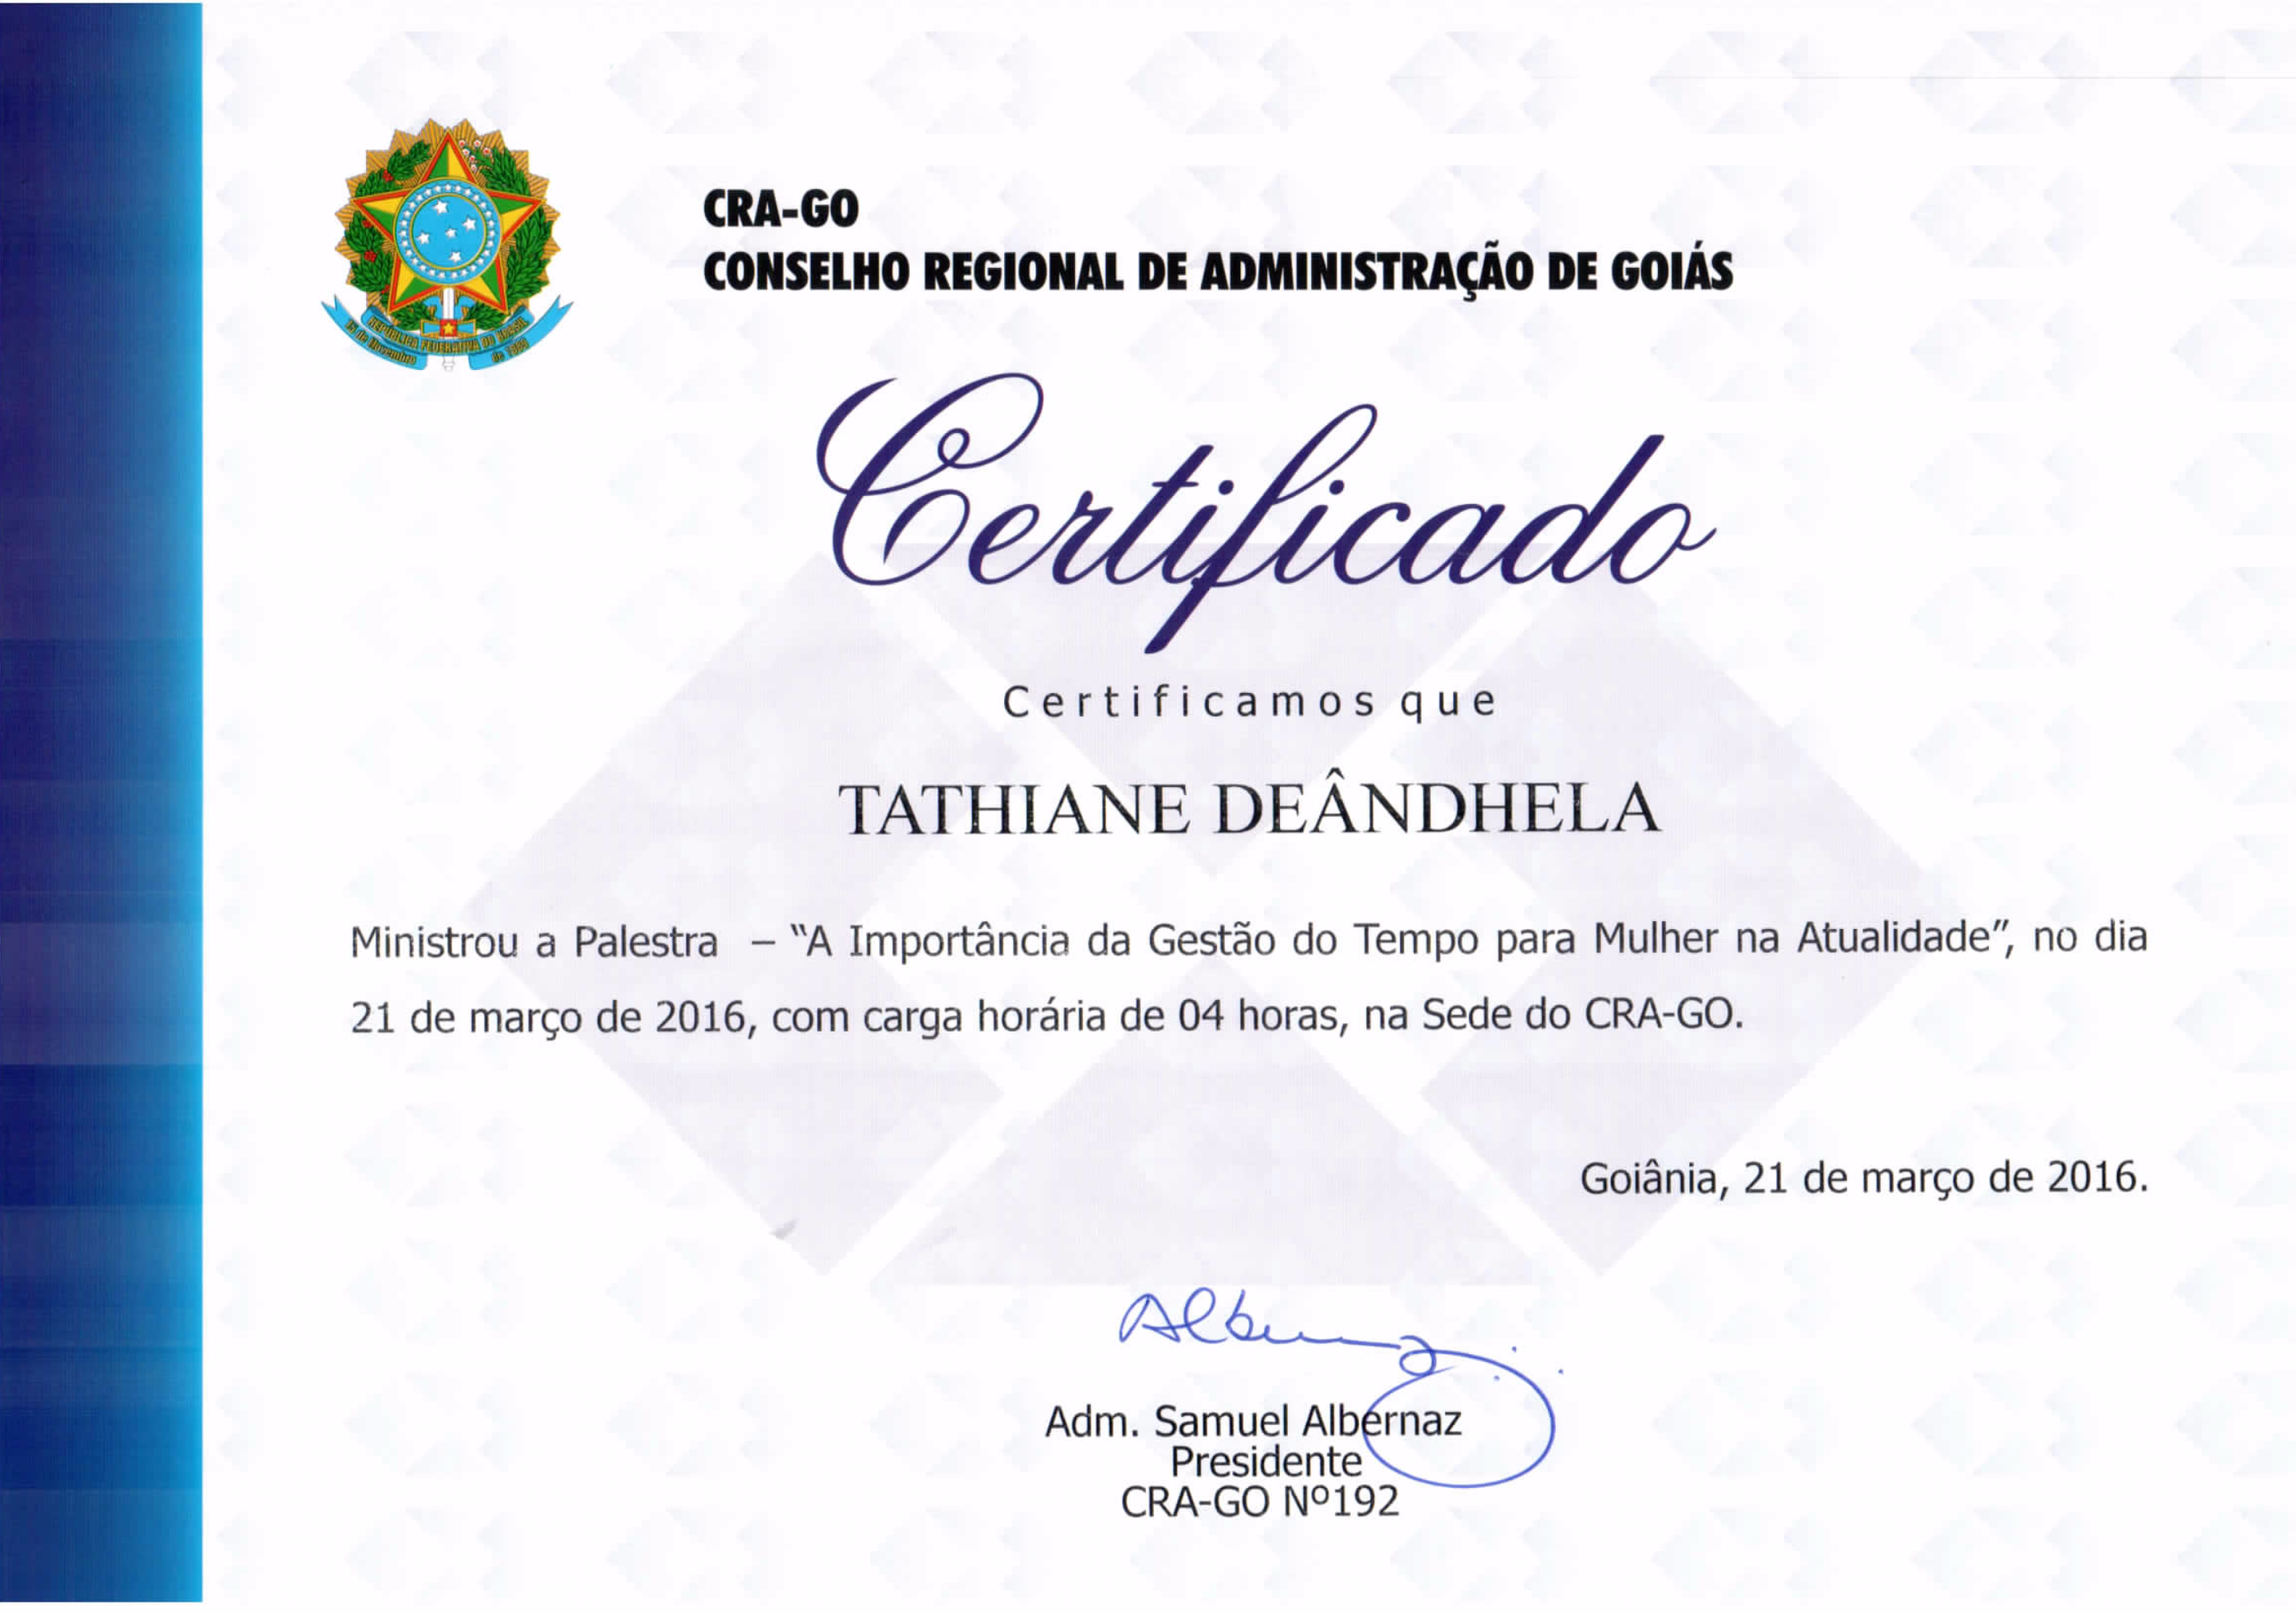 15 de Novembro
REPÚBLICA FEDERATIVA DO BRASIL
de 1889
CRA-GO
CONSELHO REGIONAL DE ADMINISTRAÇÃO DE GOIÁS
Certificado
Certificamos que
TATHIANE DEÂNDHELA
Ministrou a Palestra – “A Importância da Gestão do Tempo para Mulher na Atualidade”, no dia
21 de março de 2016, com carga horária de 04 horas, na Sede do CRA-GO.
Goiânia, 21 de março de 2016.
Adm. Samuel Albernaz
Presidente
CRA-GO Nº192